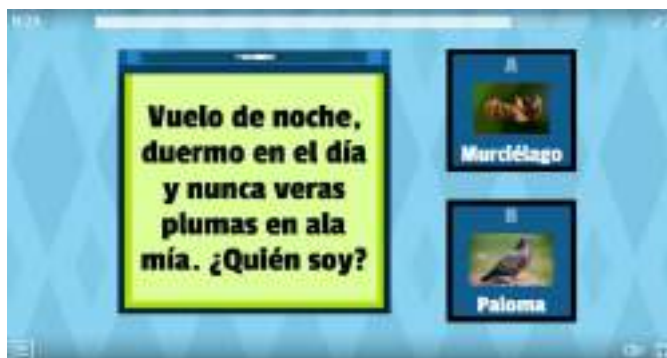 Vuelo de noche,
duermo en el día
y nunca veras
plumas en ala
mía. ¿Quién soy?
A
Murciélago
B
Paloma